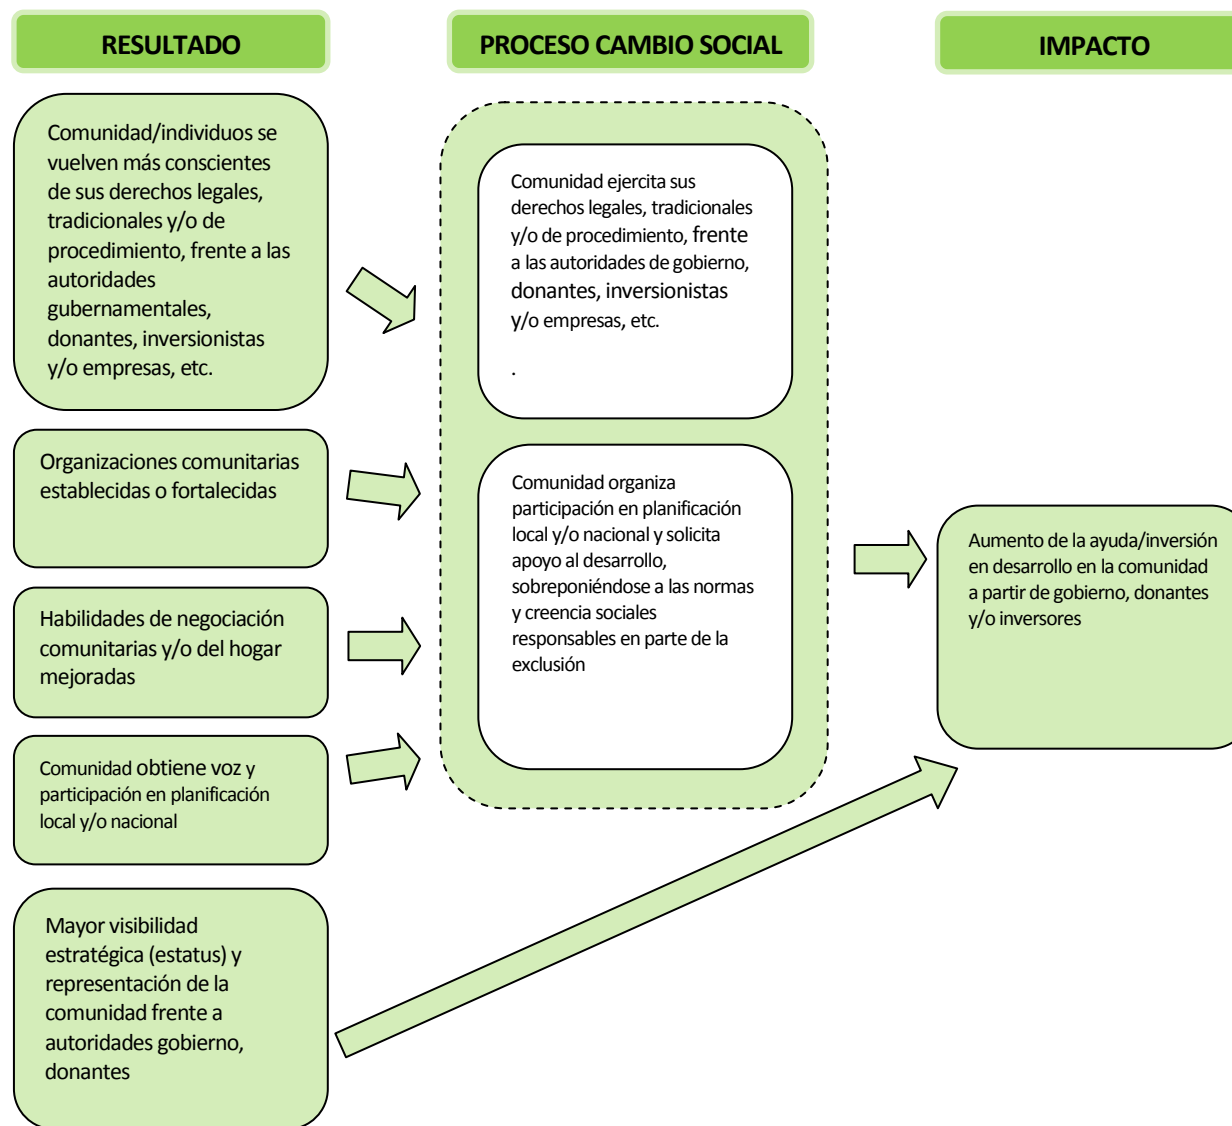 RESULTADO
PROCESO CAMBIO SOCIAL
IMPACTO
Comunidad/individuos se
vuelven más conscientes
de sus derechos legales,
tradicionales y/o de
procedimiento, frente a las
autoridades
gubernamentales,
donantes, inversionistas
y/o empresas, etc.
Organizaciones comunitarias
establecidas o fortalecidas
Habilidades de negociación
comunitarias y/o del hogar
mejoradas
Comunidad obtiene voz y
participación en planificación
local y/o nacional
Mayor visibilidad
estratégica (estatus) y
representación de la
comunidad frente a
autoridades gobierno,
donantes
Comunidad ejercita sus
derechos legales, tradicionales
y/o de procedimiento, frente
a las autoridades de gobierno,
donantes, inversionistas
y/o empresas, etc.
.
Comunidad organiza
participación en planificación
local y/o nacional y solicita
apoyo al desarrollo,
sobreponiéndose a las normas
y creencia sociales
responsables en parte de la
exclusión
Aumento de la ayuda/inversión
en desarrollo en la comunidad
a partir de gobierno, donantes
y/o inversores